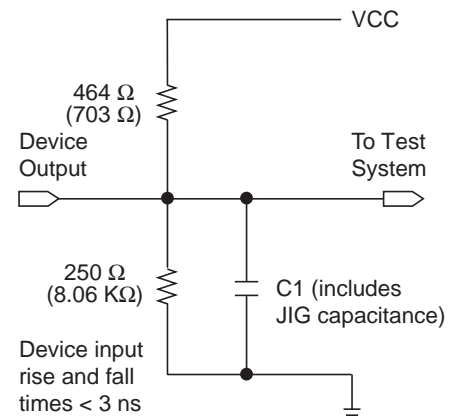 VCC
464 Ω
(703 Ω)
Device
Output
To Test
System
250 Ω
(8.06 KΩ)
C1 (includes
JIG capacitance)
Device input
rise and fall
times < 3 ns